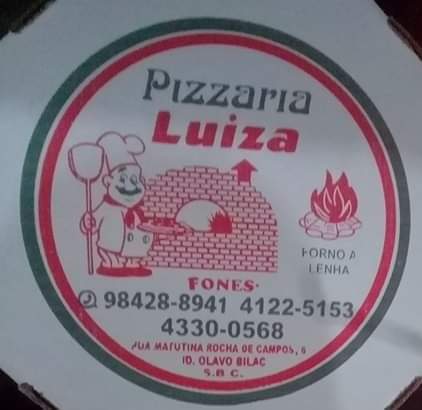 Pizzaria
Luiza
FORNO A
LENHA
FONES:
98428-8941 4122-5153
4330-0568
RUA MATUTINA ROCHA DE CAMPOS, 6
JD. OLAVO BILAC
S.B C.